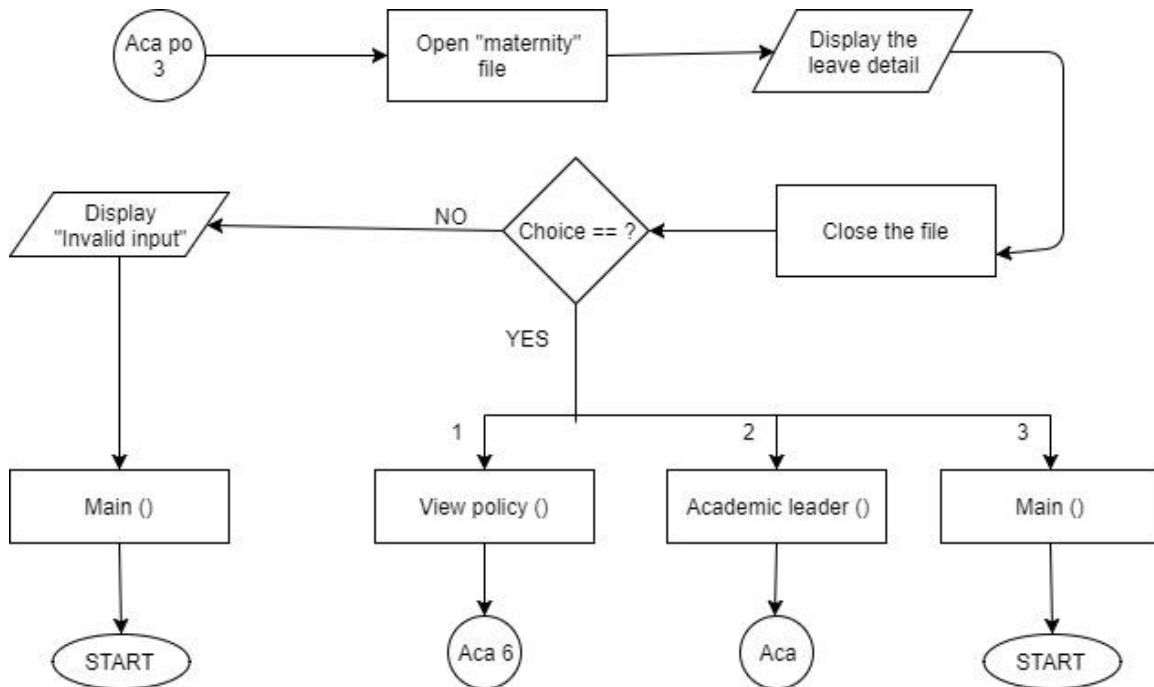 Aca po
3
Open "maternity"
file
Display the
leave detail
Display
"Invalid input"
NO
Choice == ?
Close the file
YES
1
2
3
Main ()
View policy ()
Academic leader ()
Main ()
START
Aca 6
Aca
START